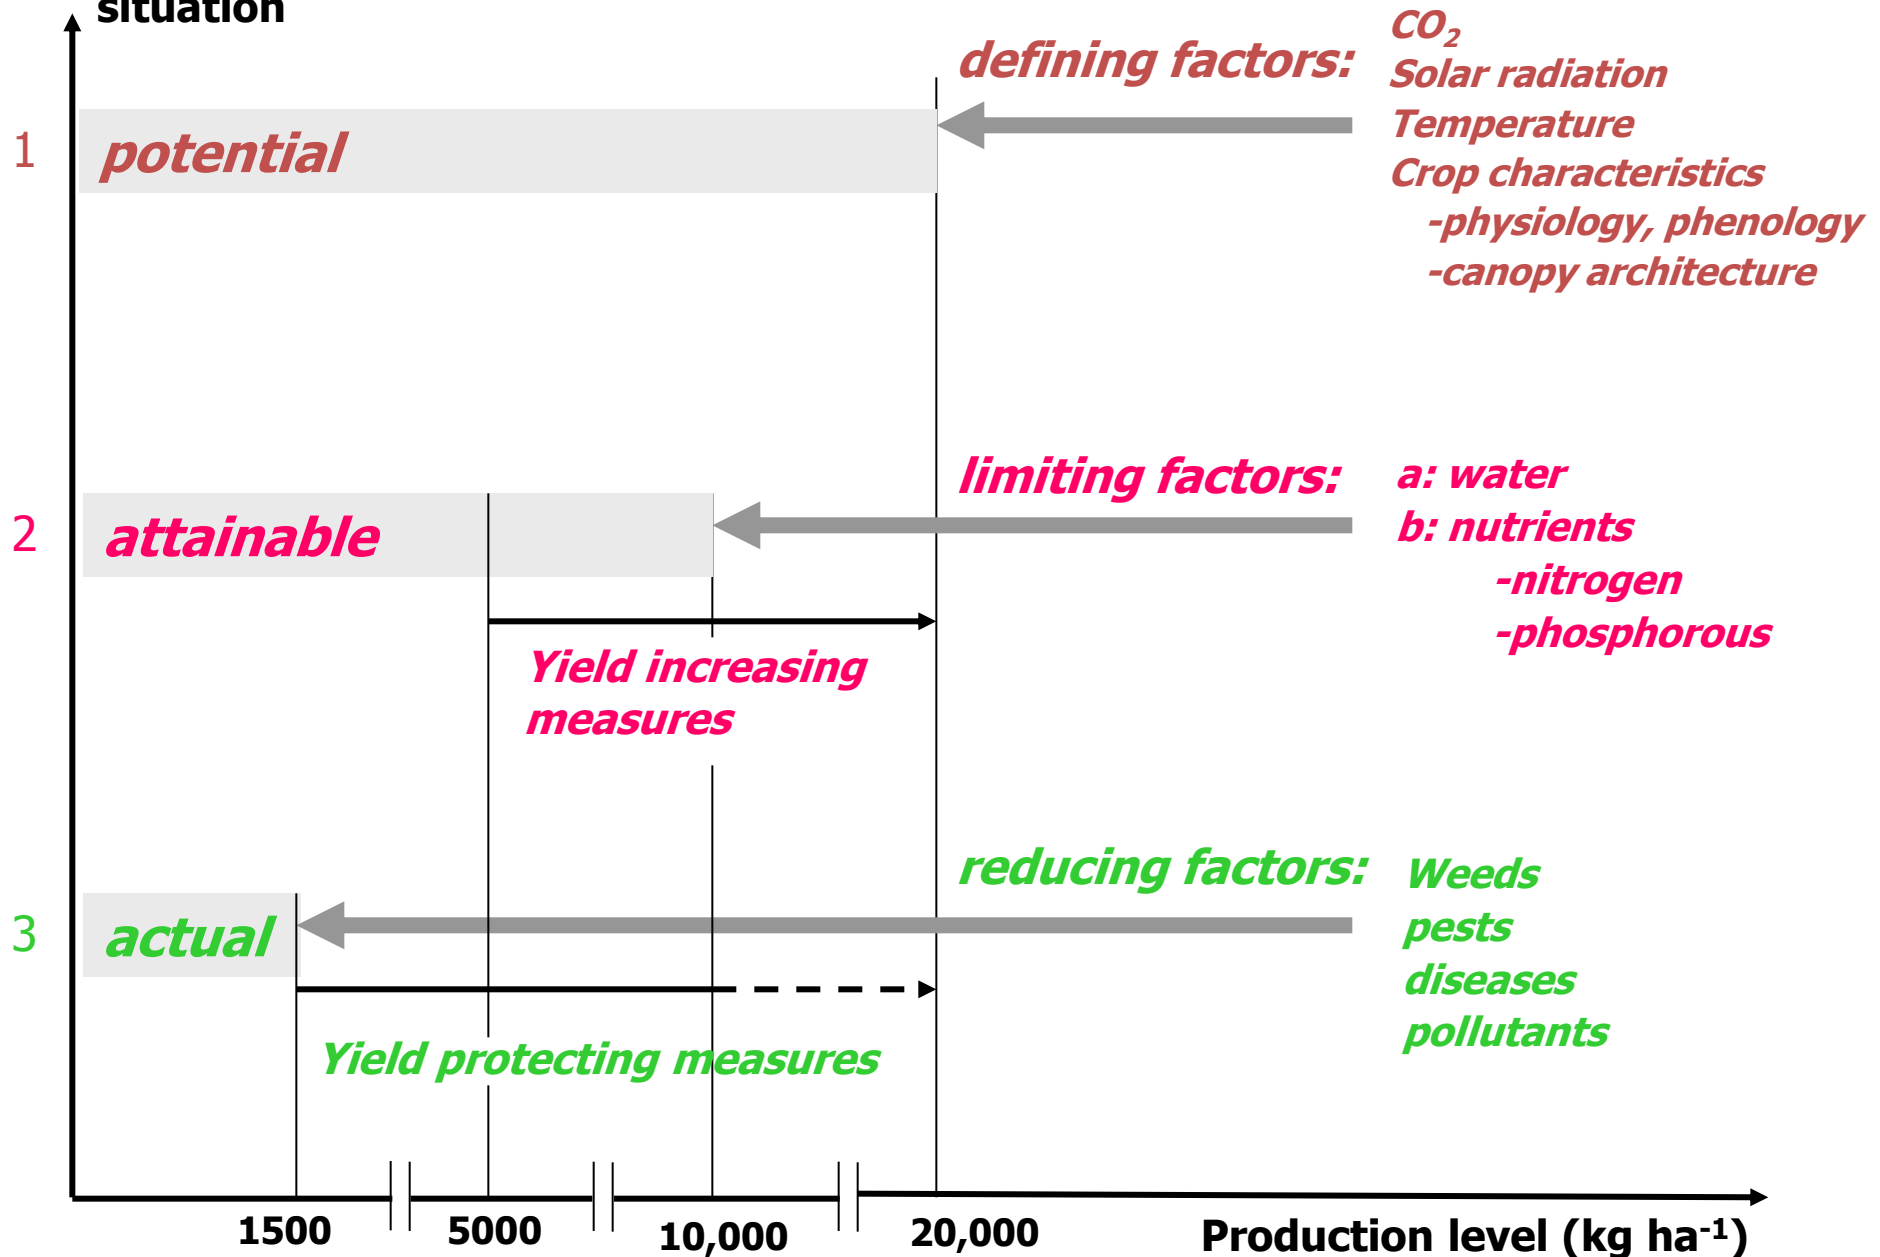 situation
1
potential
defining factors:
CO₂
Solar radiation
Temperature
Crop characteristics
-physiology, phenology
-canopy architecture
2
attainable
limiting factors:
a: water
b: nutrients
-nitrogen
-phosphorous
Yield increasing
measures
3
actual
reducing factors:
Weeds
pests
diseases
pollutants
Yield protecting measures
1500
5000
10,000
20,000
Production level (kg ha⁻¹)